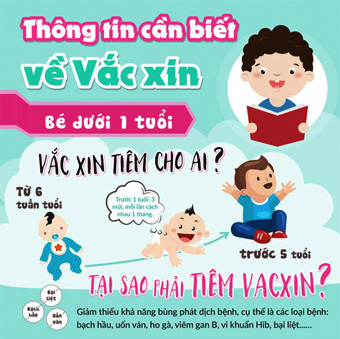 Thông tin cần biết
về Vắc xin
Bé dưới 1 tuổi
VẮC XIN TIÊM CHO AI?
Từ 6
tuần tuổi
Trước 1 tuổi: 3
mũi, mỗi lần cách
nhau 1 tháng.
trước 5 tuổi
TẠI SAO PHẢI TIÊM VACXIN?
Bại
liệt
Bạch
hầu
Uốn
ván
Giảm thiểu khả năng bùng phát dịch bệnh, cụ thể là các loại bệnh:
bạch hầu, uốn ván, ho gà, viêm gan B, vi khuẩn Hib, bại liệt......